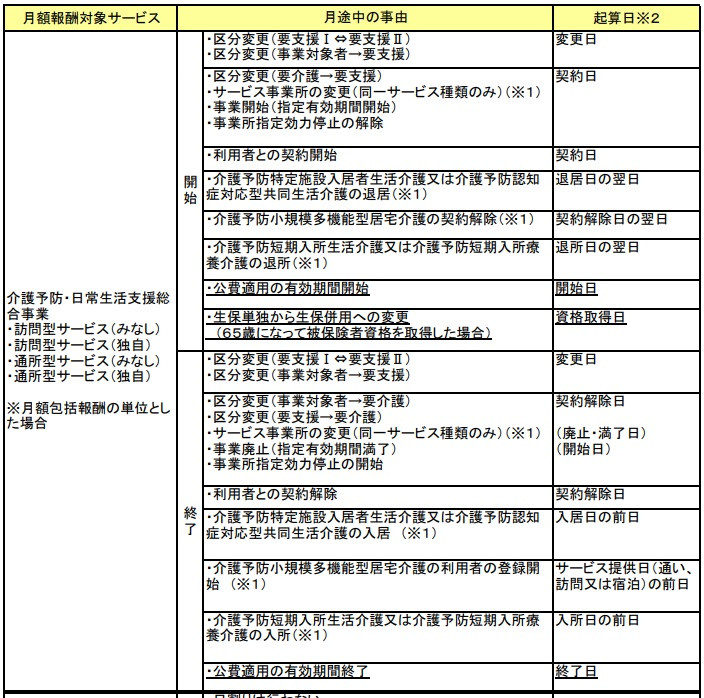 月額報酬対象サービス 月途中の事由 起算日※2
介護予防・日常生活支援総
合事業
・訪問型サービス(みなし)
・訪問型サービス(独自)
・通所型サービス(みなし)
・通所型サービス(独自)
※月額包括報酬の単位とし
た場合
開始
・区分変更(要支援Ⅰ⇔要支援Ⅱ) 変更日
・区分変更(事業対象者→要支援)
・区分変更(要介護→要支援) 契約日
・サービス事業所の変更(同一サービス種類のみ)(※1)
・事業開始(指定有効期間開始)
・事業所指定効力停止の解除
・利用者との契約開始 契約日
・介護予防特定施設入居者生活介護又は介護予防認知 退居日の翌日
症対応型共同生活介護の退居(※1)
・介護予防小規模多機能型居宅介護の契約解除(※1) 契約解除日の翌日
・介護予防短期入所生活介護又は介護予防短期入所療 退所日の翌日
養介護の退所(※1)
・公費適用の有効期間開始 開始日
・生保単独から生保併用への変更 資格取得日
(65歳になって被保険者資格を取得した場合)
終了
・区分変更(要支援Ⅰ⇔要支援Ⅱ) 変更日
・区分変更(事業対象者→要支援)
・区分変更(事業対象者→要介護) 契約解除日
・区分変更(要支援→要介護)
・サービス事業所の変更(同一サービス種類のみ)(※1) (廃止・満了日)
・事業廃止(指定有効期間満了) (開始日)
・事業所指定効力停止の開始
・利用者との契約解除 契約解除日
・介護予防特定施設入居者生活介護又は介護予防認知 入居日の前日
症対応型共同生活介護の入居 (※1)
・介護予防小規模多機能型居宅介護の利用者の登録開 サービス提供日(通い、
始 (※1) 訪問又は宿泊)の前日
・介護予防短期入所生活介護又は介護予防短期入所療 入所日の前日
養介護の入所(※1)
・公費適用の有効期間終了 終了日